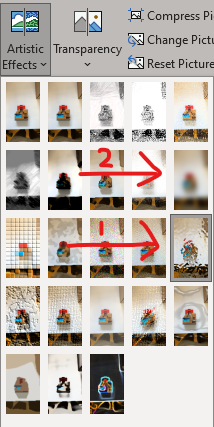 Artistic
Effects
Transparency
Compress Pi
Change Pictu
Reset Picture
2
1